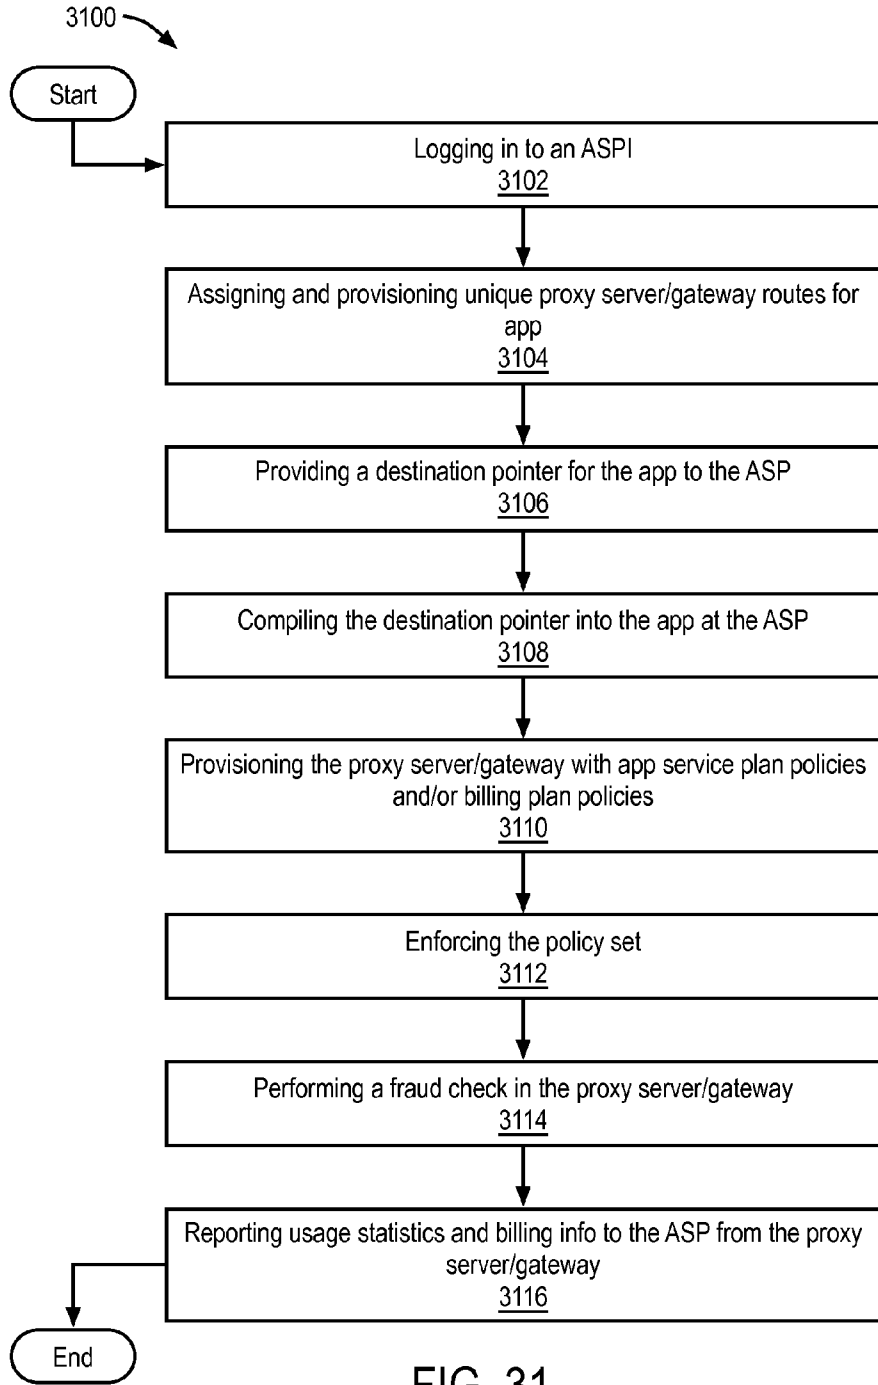 3100
Start
Logging in to an ASPI
3102
Assigning and provisioning unique proxy server/gateway routes for
app
3104
Providing a destination pointer for the app to the ASP
3106
Compiling the destination pointer into the app at the ASP
3108
Provisioning the proxy server/gateway with app service plan policies
and/or billing plan policies
3110
Enforcing the policy set
3112
Performing a fraud check in the proxy server/gateway
3114
Reporting usage statistics and billing info to the ASP from the proxy
server/gateway
3116
End
FIG. 31